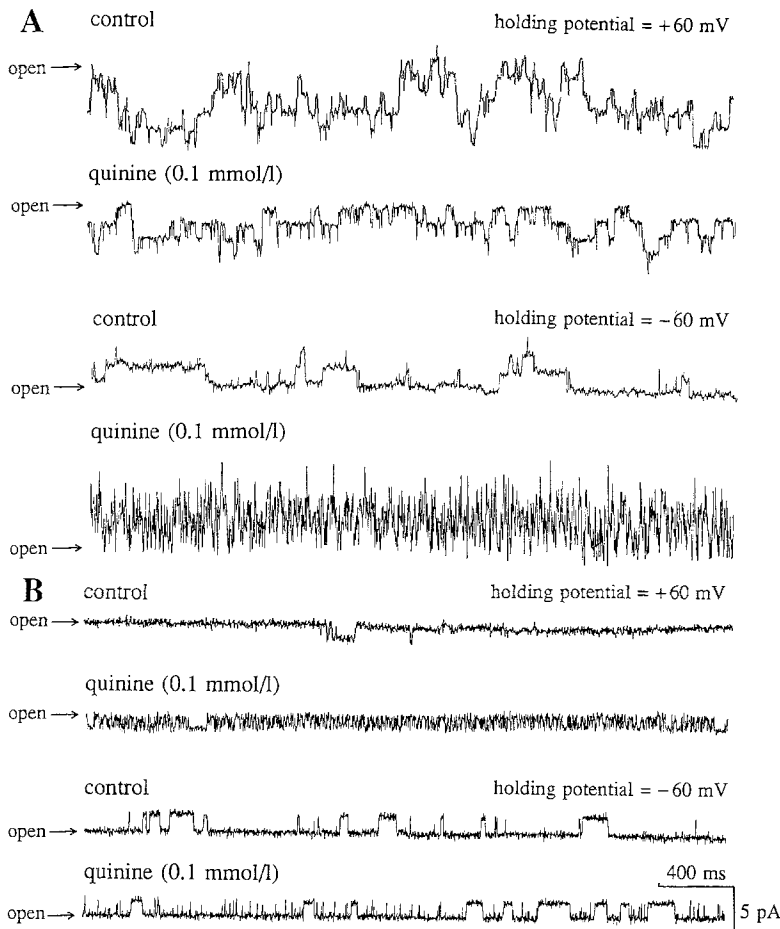 A
control holding potential = +60 mV
open →
quinine (0.1 mmol/l)
open →
control holding potential = −60 mV
open →
quinine (0.1 mmol/l)
open →
B
control holding potential = +60 mV
open →
quinine (0.1 mmol/l)
open →
control holding potential = −60 mV
open →
quinine (0.1 mmol/l)
400 ms
open →
5 pA